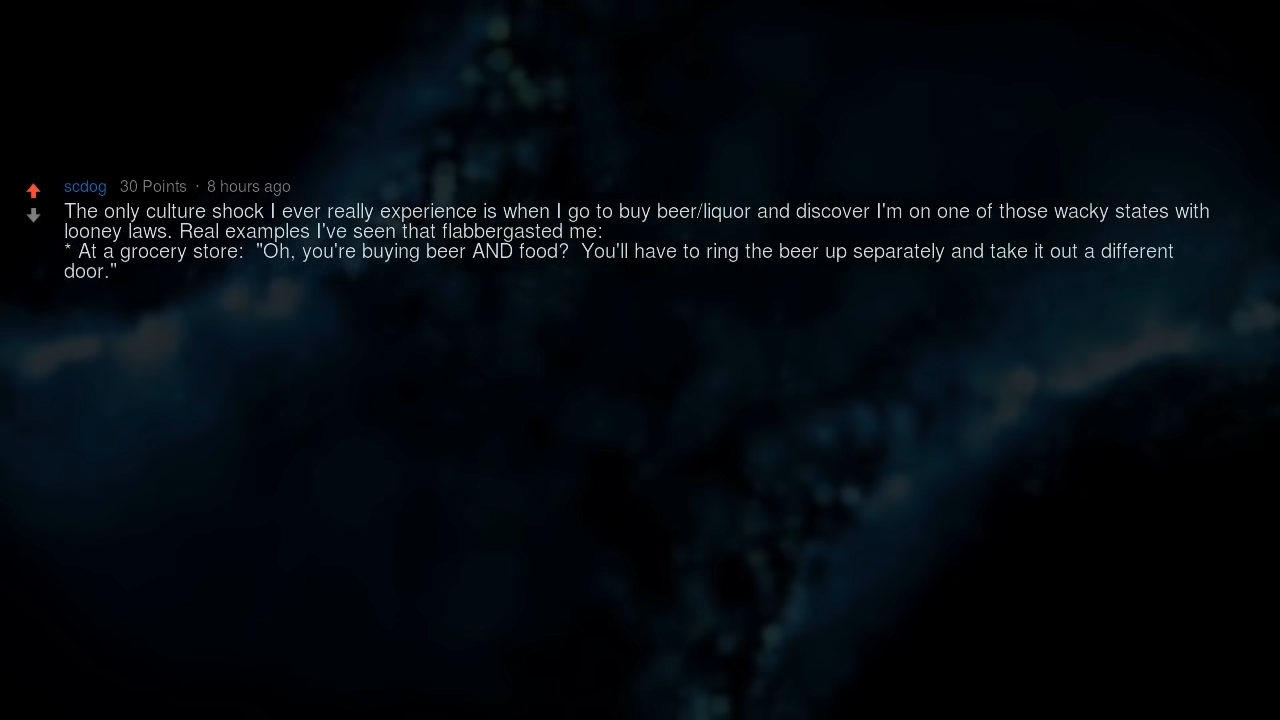 scdog 30 Points · 8 hours ago
The only culture shock I ever really experience is when I go to buy beer/liquor and discover I'm on one of those wacky states with
looney laws. Real examples I've seen that flabbergasted me:
* At a grocery store:  "Oh, you're buying beer AND food?  You'll have to ring the beer up separately and take it out a different
door."